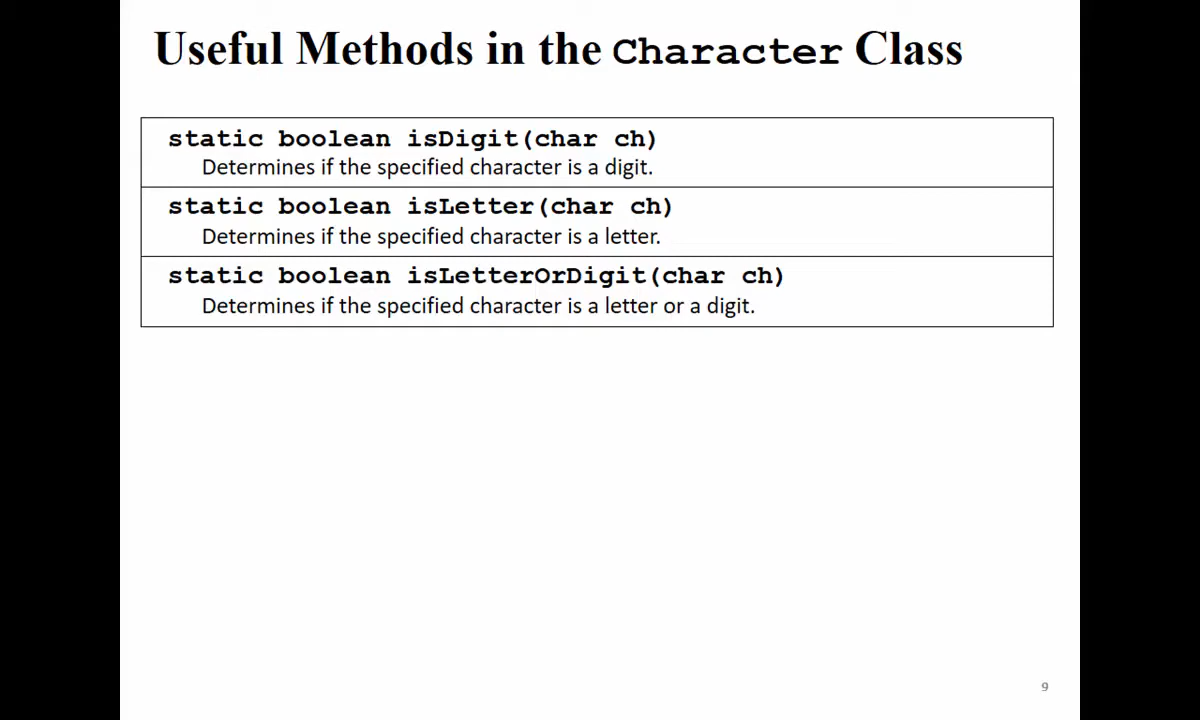 Useful Methods in the Character Class
static boolean isDigit(char ch)
Determines if the specified character is a digit.
static boolean isLetter(char ch)
Determines if the specified character is a letter.
static boolean isLetterOrDigit(char ch)
Determines if the specified character is a letter or a digit.
9